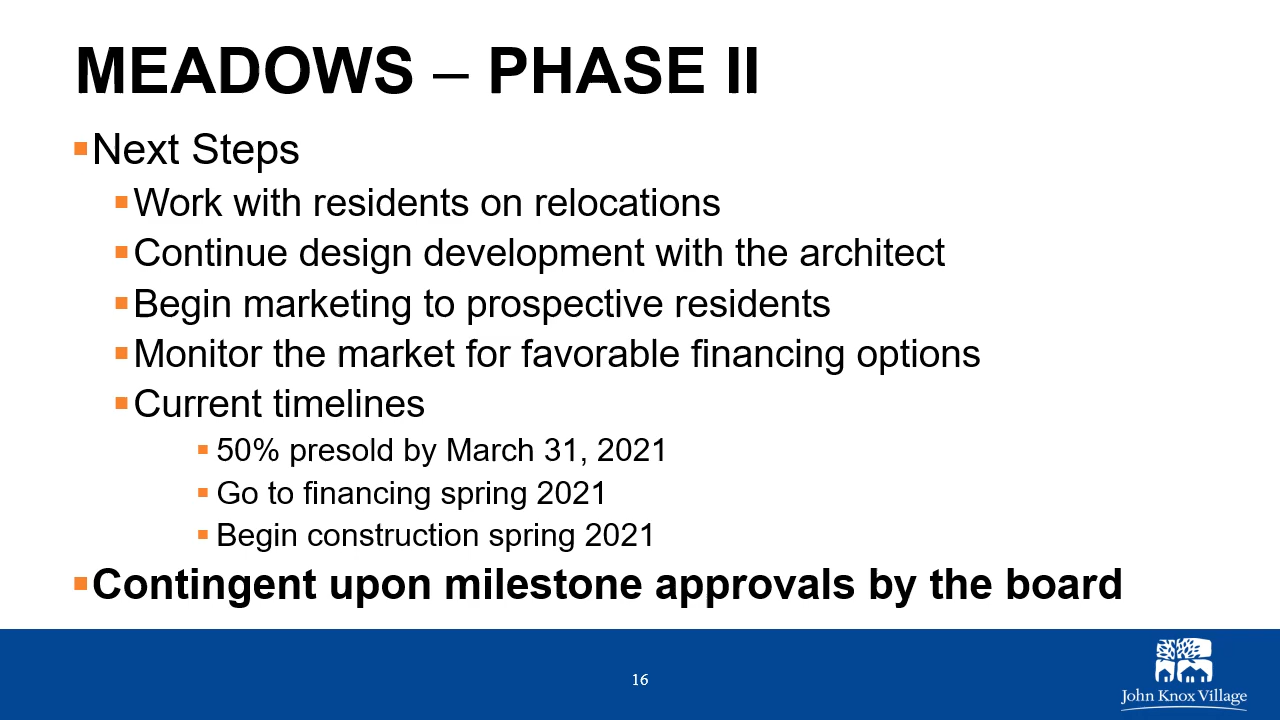 MEADOWS – PHASE II
Next Steps
Work with residents on relocations
Continue design development with the architect
Begin marketing to prospective residents
Monitor the market for favorable financing options
Current timelines
50% presold by March 31, 2021
Go to financing spring 2021
Begin construction spring 2021
Contingent upon milestone approvals by the board
16
John Knox Village